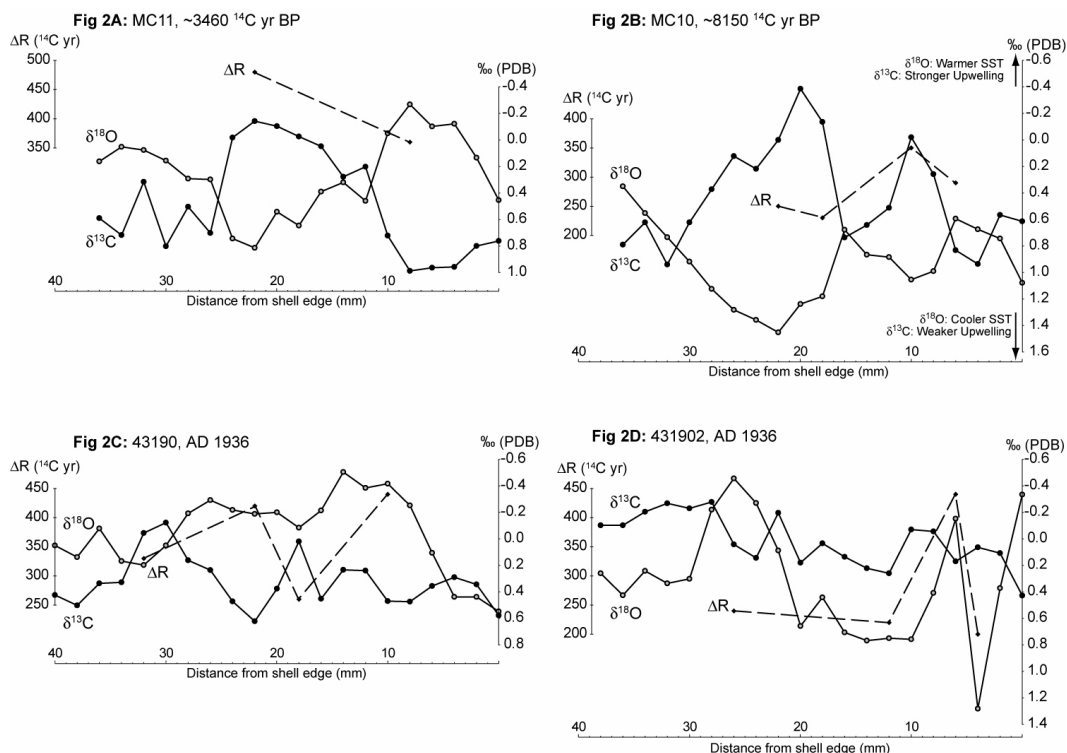 Fig 2A: MC11, ~3460 ¹⁴C yr BP
ΔR (¹⁴C yr)
500
450
400
350
‰ (PDB)
-0.4
-0.2
0.0
0.2
0.4
0.6
0.8
1.0
ΔR
δ¹⁸O
δ¹³C
40
30
20
10
Distance from shell edge (mm)
Fig 2B: MC10, ~8150 ¹⁴C yr BP
‰ (PDB)
δ¹⁸O: Warmer SST
δ¹³C: Stronger Upwelling
ΔR (¹⁴C yr)
400
350
300
250
200
-0.6
-0.4
-0.2
0.0
0.2
0.4
0.6
0.8
1.0
1.2
1.4
1.6
δ¹⁸O
ΔR
δ¹³C
δ¹⁸O: Cooler SST
δ¹³C: Weaker Upwelling
40
30
20
10
Distance from shell edge (mm)
Fig 2C: 43190, AD 1936
ΔR (¹⁴C yr)
450
400
350
300
250
‰ (PDB)
-0.6
-0.4
-0.2
0.0
0.2
0.4
0.6
0.8
δ¹⁸O
ΔR
δ¹³C
40
30
20
10
Distance from shell edge (mm)
Fig 2D: 431902, AD 1936
ΔR (¹⁴C yr)
450
400
350
300
250
200
‰ (PDB)
-0.6
-0.4
-0.2
0.0
0.2
0.4
0.6
0.8
1.0
1.2
1.4
δ¹³C
δ¹⁸O
ΔR
40
30
20
10
Distance from shell edge (mm)